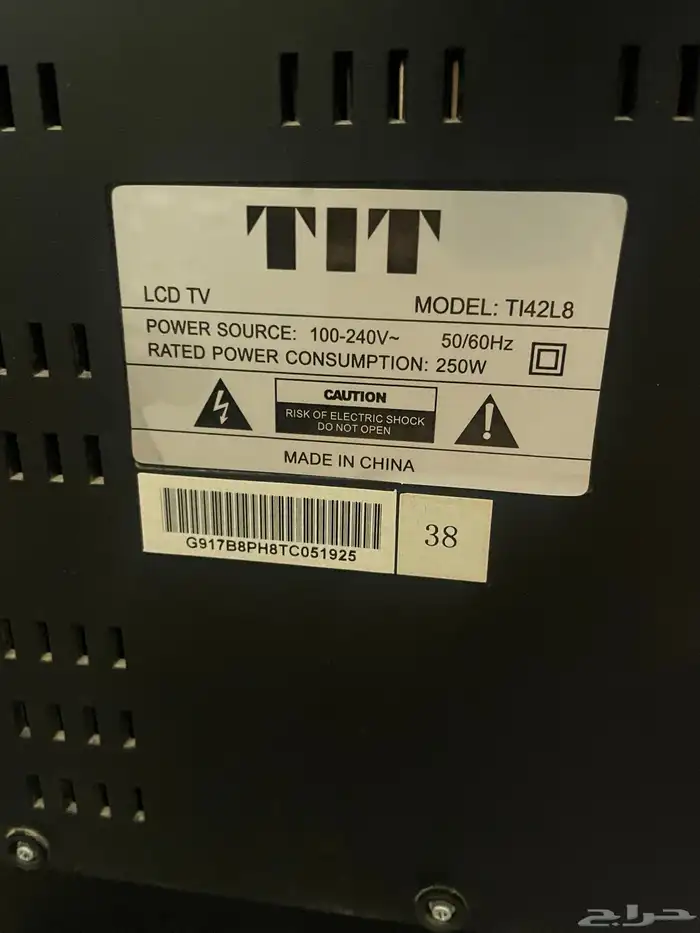 TIT
LCD TV MODEL: TI42L8
POWER SOURCE: 100-240V~ 50/60Hz
RATED POWER CONSUMPTION: 250W
CAUTION
RISK OF ELECTRIC SHOCK
DO NOT OPEN
MADE IN CHINA
G917B8PH8TC051925
38
حراج